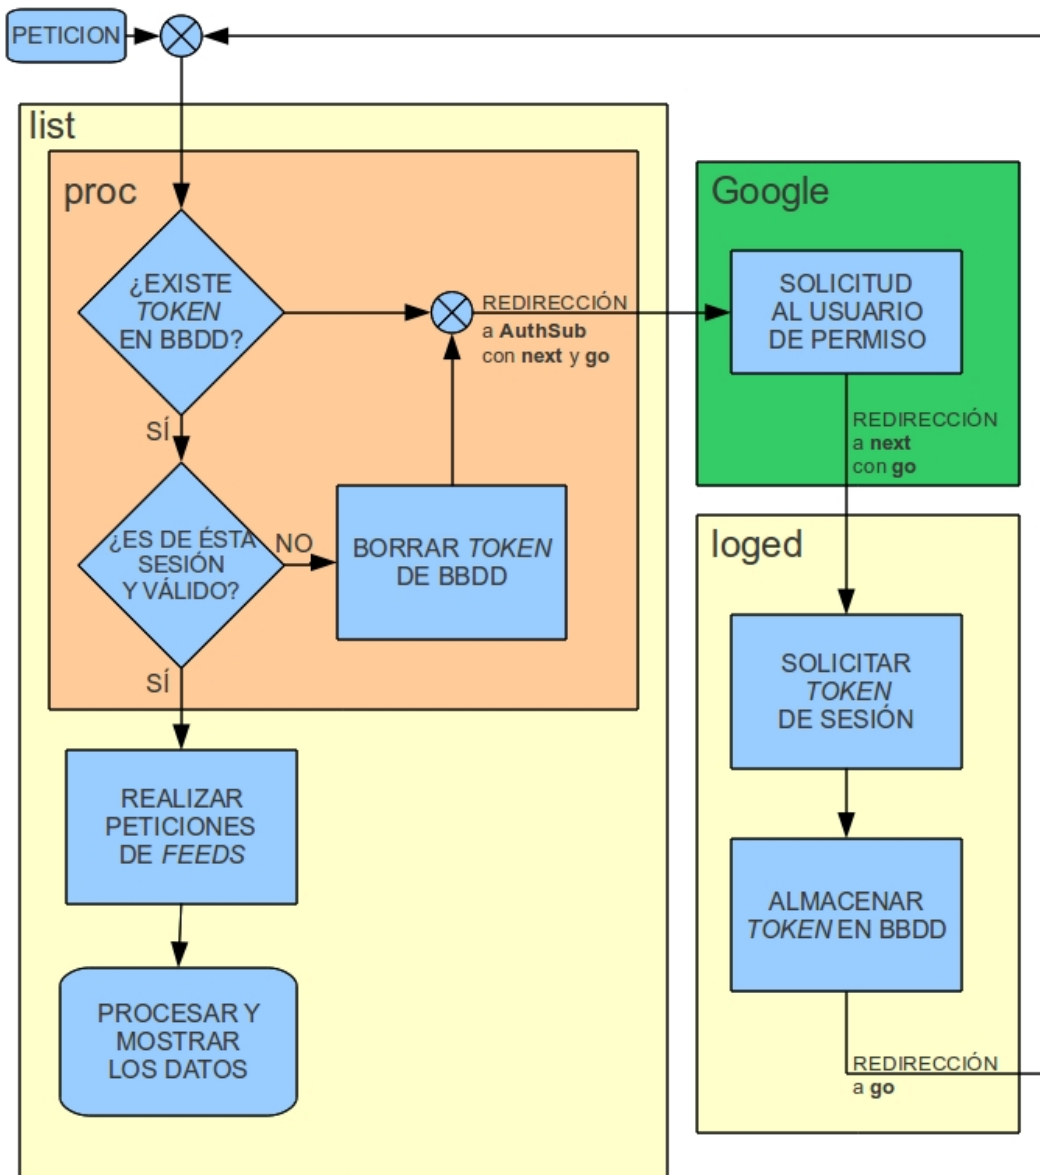 PETICION
list
proc
¿EXISTE
TOKEN
EN BBDD?
SÍ
¿ES DE ÉSTA
SESIÓN
Y VÁLIDO?
NO
BORRAR TOKEN
DE BBDD
SÍ
REDIRECCIÓN
a AuthSub
con next y go
REALIZAR
PETICIONES
DE FEEDS
PROCESAR Y
MOSTRAR
LOS DATOS
Google
SOLICITUD
AL USUARIO
DE PERMISO
REDIRECCIÓN
a next
con go
loged
SOLICITAR
TOKEN
DE SESIÓN
ALMACENAR
TOKEN EN BBDD
REDIRECCIÓN
a go